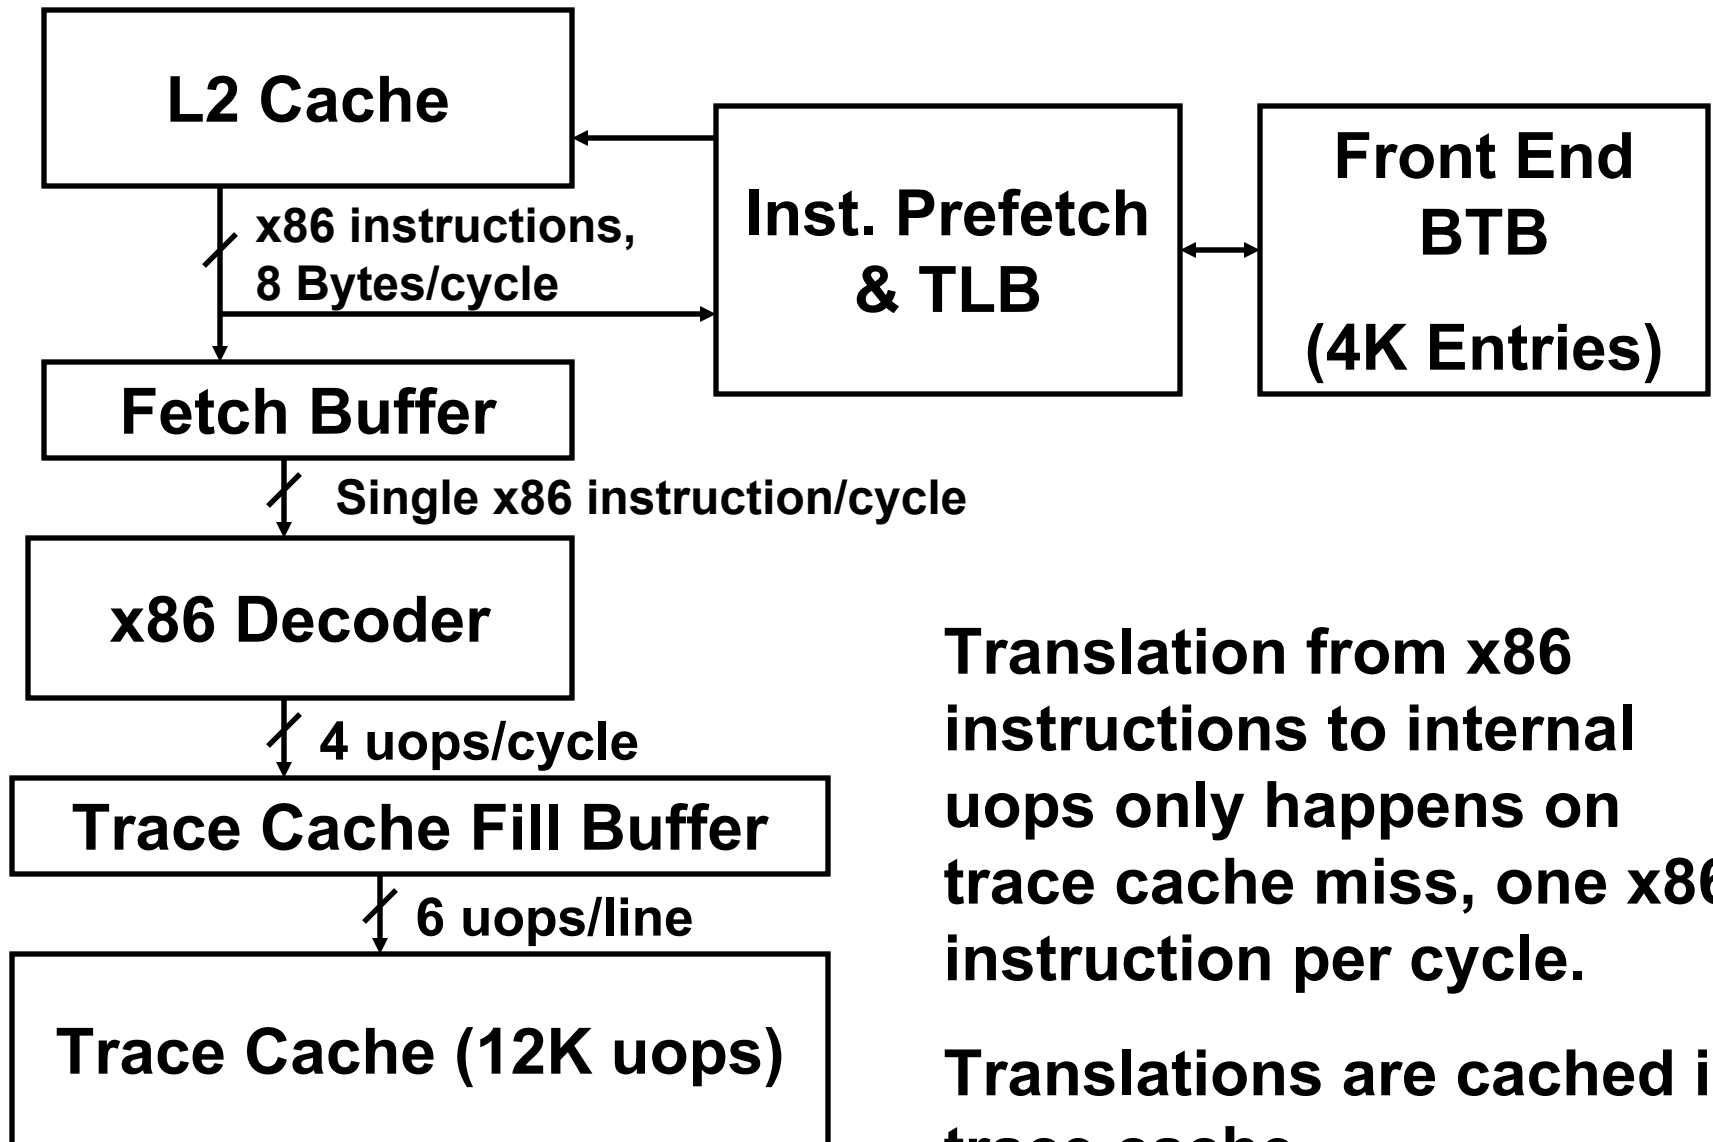 L2 Cache
x86 instructions,
8 Bytes/cycle
Inst. Prefetch
& TLB
Front End
BTB
(4K Entries)
Fetch Buffer
Single x86 instruction/cycle
x86 Decoder
4 uops/cycle
Trace Cache Fill Buffer
6 uops/line
Trace Cache (12K uops)
Translation from x86
instructions to internal
uops only happens on
trace cache miss, one x86
instruction per cycle.
Translations are cached i
trace cache